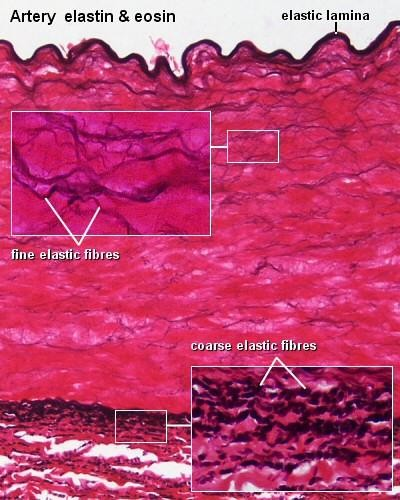 Artery elastin & eosin
elastic lamina
fine elastic fibres
coarse elastic fibres